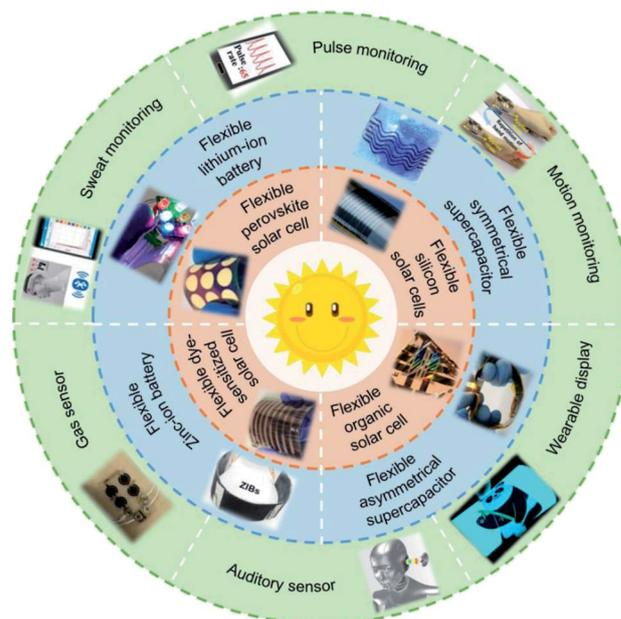 Pulse monitoring
Pulse
rate :65
Sweat monitoring
Motion monitoring
Flexible
lithium-ion
battery
Flexible
symmetrical
supercapacitor
Flexible
perovskite
solar cell
Flexible
silicon
solar cells
Flexible dye-
sensitized
solar cell
Flexible
organic
solar cell
Flexible
Zinc-ion battery
ZIBs
Flexible
asymmetrical
supercapacitor
Gas sensor
Wearable display
Auditory sensor